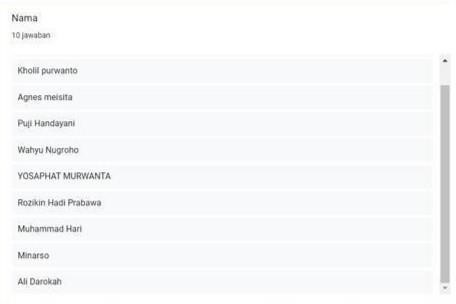 Nama
10 jawaban
Kholil purwanto
Agnes meisita
Puji Handayani
Wahyu Nugroho
YOSAPHAT MURWANTA
Rozikin Hadi Prabawa
Muhammad Hari
Minarso
Ali Darokah